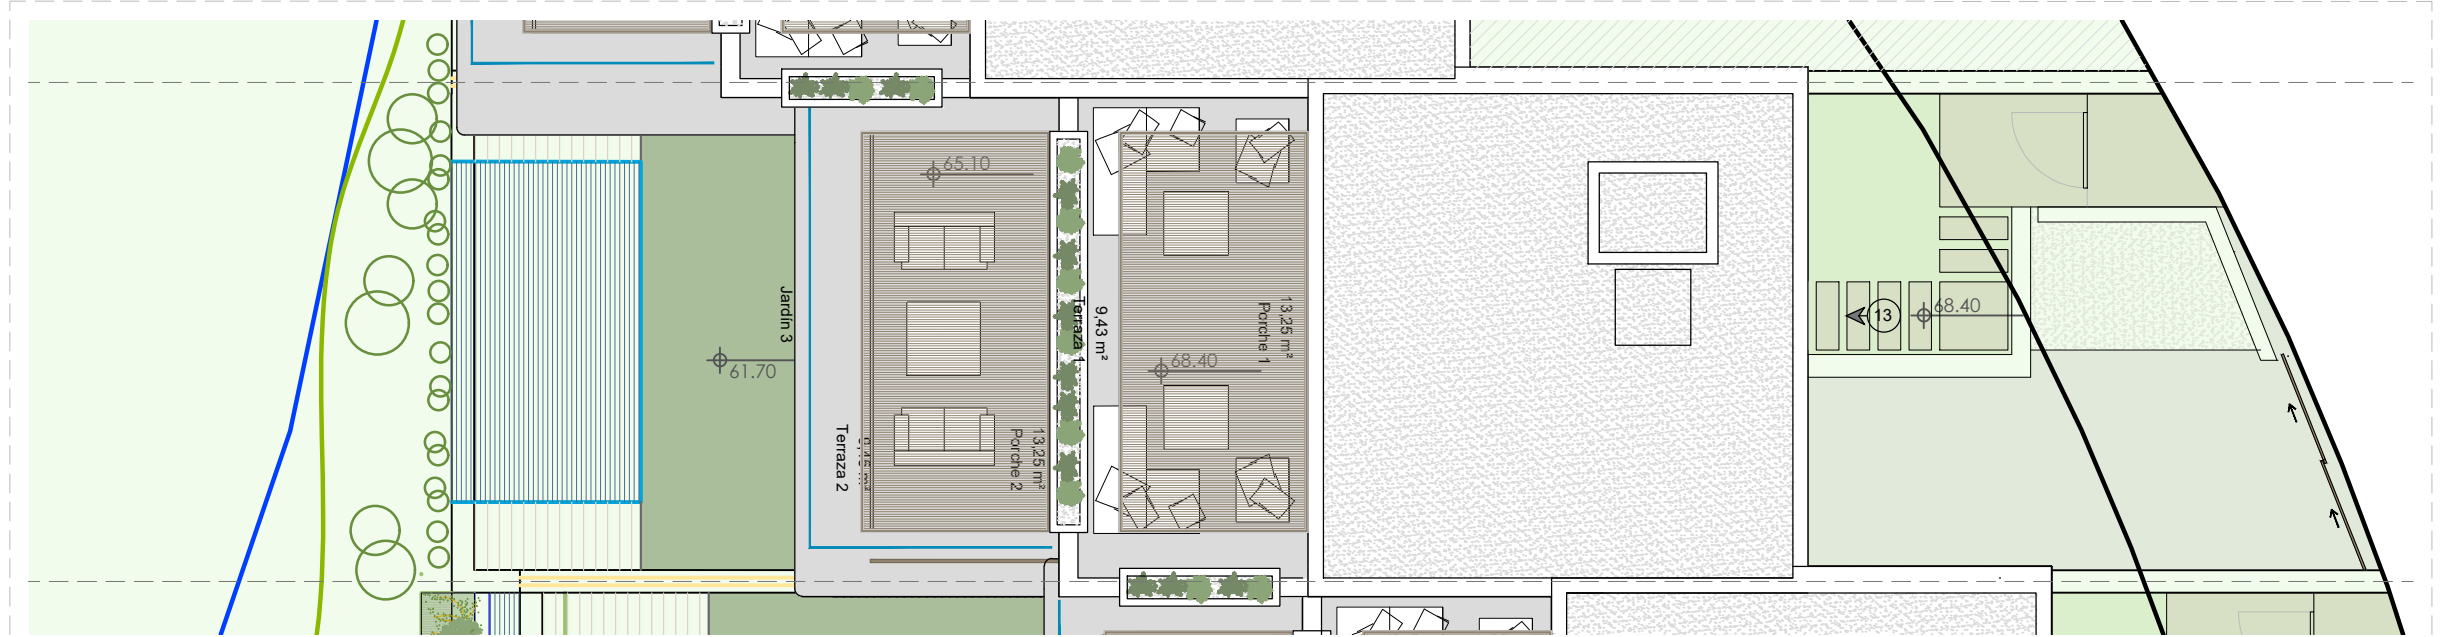 65.10
Jardín 3
61.70
Terraza 2
13,25 m²
Porche 2
Terraza 1
9,43 m²
13,25 m²
Porche 1
68.40
13
68.40